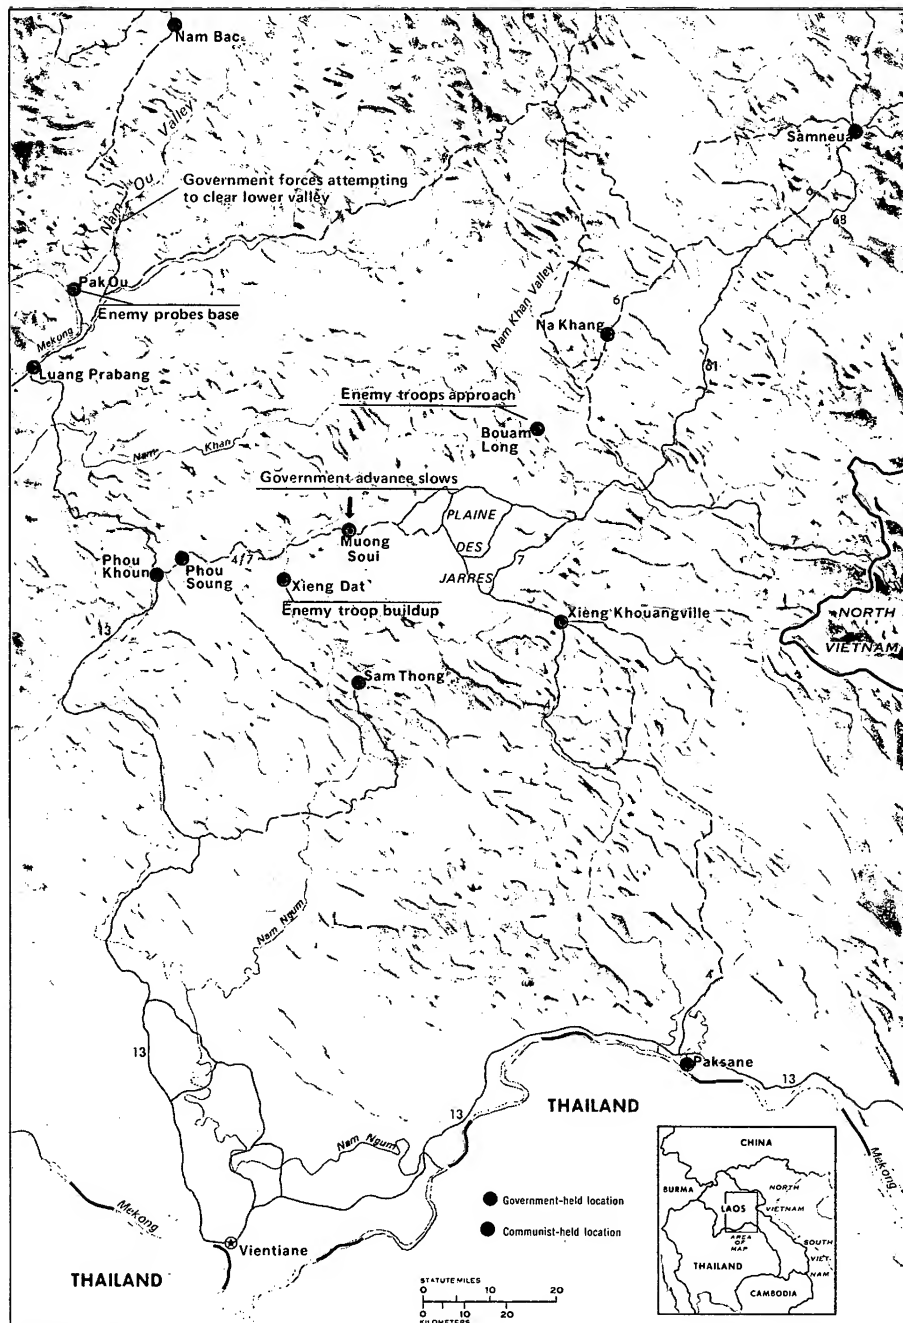 Nam Bac
Samneua
Valley
Nam Ou
Government forces attempting
to clear lower valley
6
68
Pak Ou
Enemy probes base
Mekong
Nam Khan Valley
6
Na Khang
Luang Prabang
61
Enemy troops approach
Bouam
Long
Nam Khan
Government advance slows
PLAINE
DES
JARRES
Muong
Soui
7
7
Phou
Khoun
Phou
Soung
4/7
Xieng Dat
Enemy troop buildup
Xieng Khouangville
NORTH
VIETNAM
13
Sam Thong
Nam Ngum
4
13
Paksane
13
THAILAND
13
Nam Ngum
Mekong
Mekong
Vientiane
THAILAND
Government-held location
Communist-held location
STATUTE MILES
0 10 20
0 10 20
KILOMETERS
CHINA
BURMA
NORTH
VIETNAM
LAOS
AREA
OF
MAP
THAILAND
SOUTH
VIET-
NAM
CAMBODIA